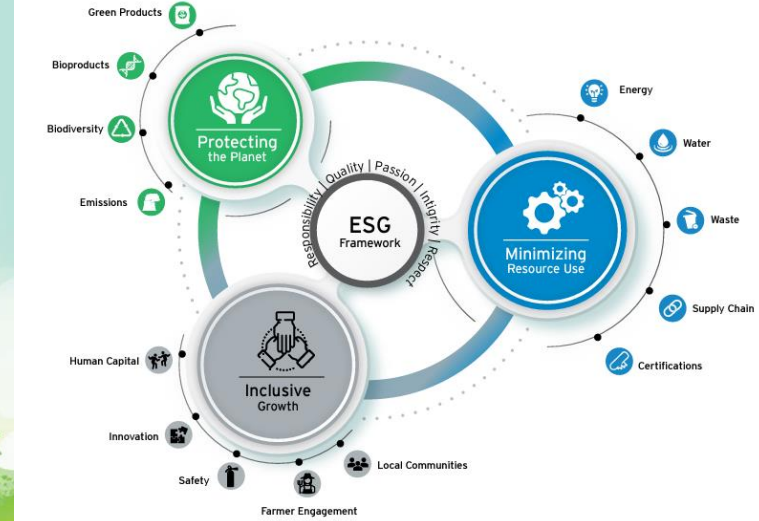 Green Products
Bioproducts
Biodiversity
Emissions
Protecting
the Planet
Responsibility | Quality | Passion | Intigrity | Respect
ESG
Framework
Energy
Water
Waste
Supply Chain
Certifications
Minimizing
Resource Use
Inclusive
Growth
Human Capital
Innovation
Safety
Farmer Engagement
Local Communities